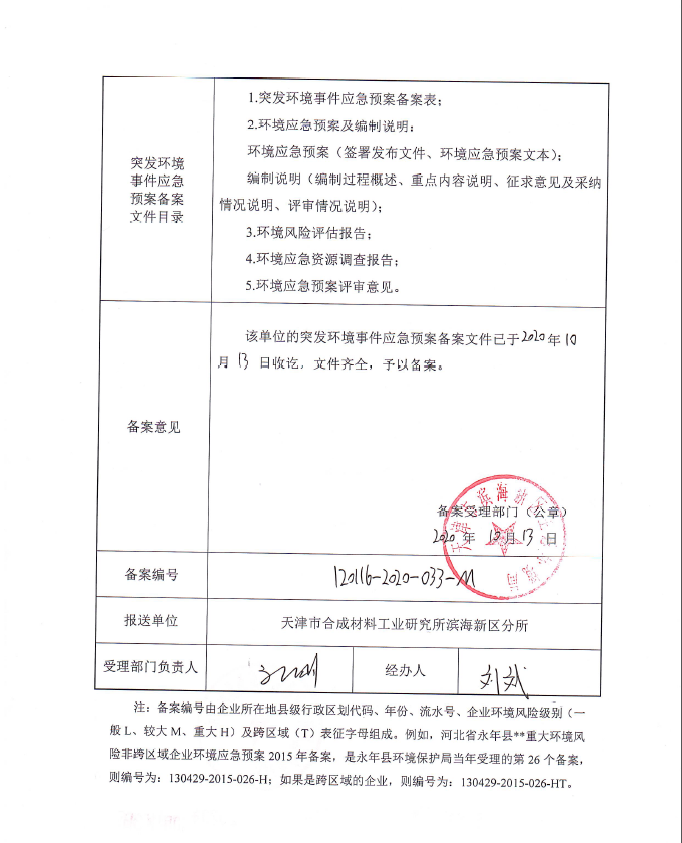 突发环境
事件应急
预案备案
文件目录
1.突发环境事件应急预案备案表；
2.环境应急预案及编制说明：
环境应急预案（签署发布文件、环境应急预案文本）；
编制说明（编制过程概述、重点内容说明、征求意见及采纳
情况说明、评审情况说明）；
3.环境风险评估报告；
4.环境应急资源调查报告；
5.环境应急预案评审意见。
备案意见
该单位的突发环境事件应急预案备案文件已于2020年10
月13日收讫，文件齐全，予以备案。
备案受理部门（公章）
2020年10月13日
备案编号
120116-2020-033-M
报送单位
天津市合成材料工业研究所滨海新区分所
受理部门负责人
经办人
注：备案编号由企业所在地县级行政区划代码、年份、流水号、企业环境风险级别（一
般L、较大M、重大H）及跨区域（T）表征字母组成。例如，河北省永年县**重大环境风
险非跨区域企业环境应急预案2015年备案，是永年县环境保护局当年受理的第26个备案，
则编号为：130429-2015-026-H；如果是跨区域的企业，则编号为：130429-2015-026-HT。